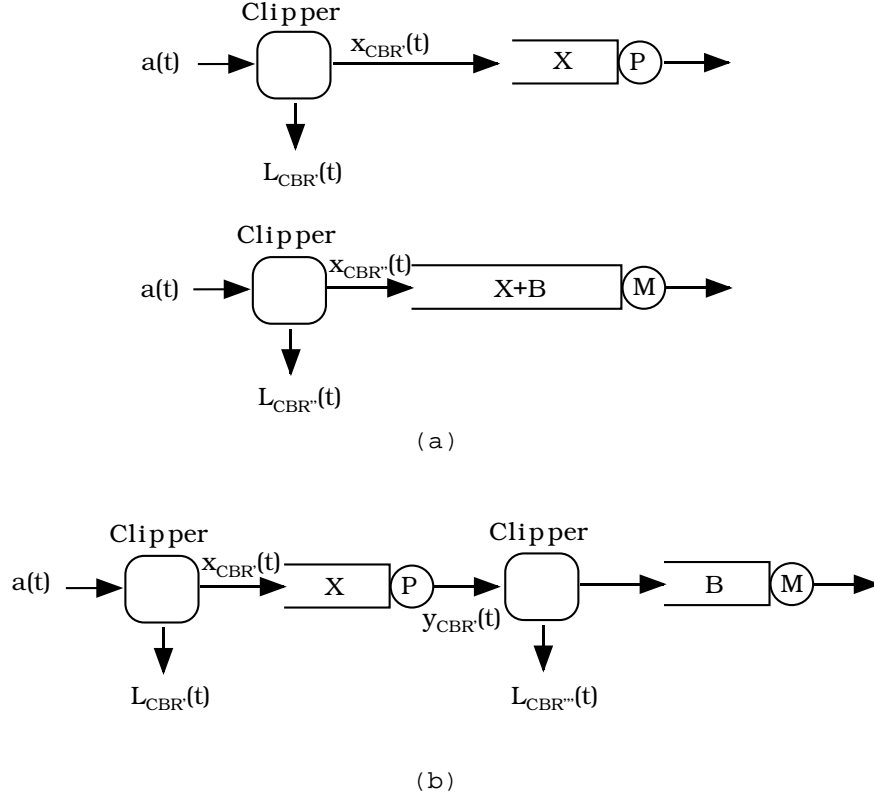 Clipper
a(t) x_CBR'(t) X P
L_CBR'(t)
Clipper
a(t) x_CBR''(t) X+B M
L_CBR''(t)
(a)
Clipper Clipper
a(t) x_CBR'(t) X P B M
y_CBR'(t)
L_CBR'(t) L_CBR'''(t)
(b)